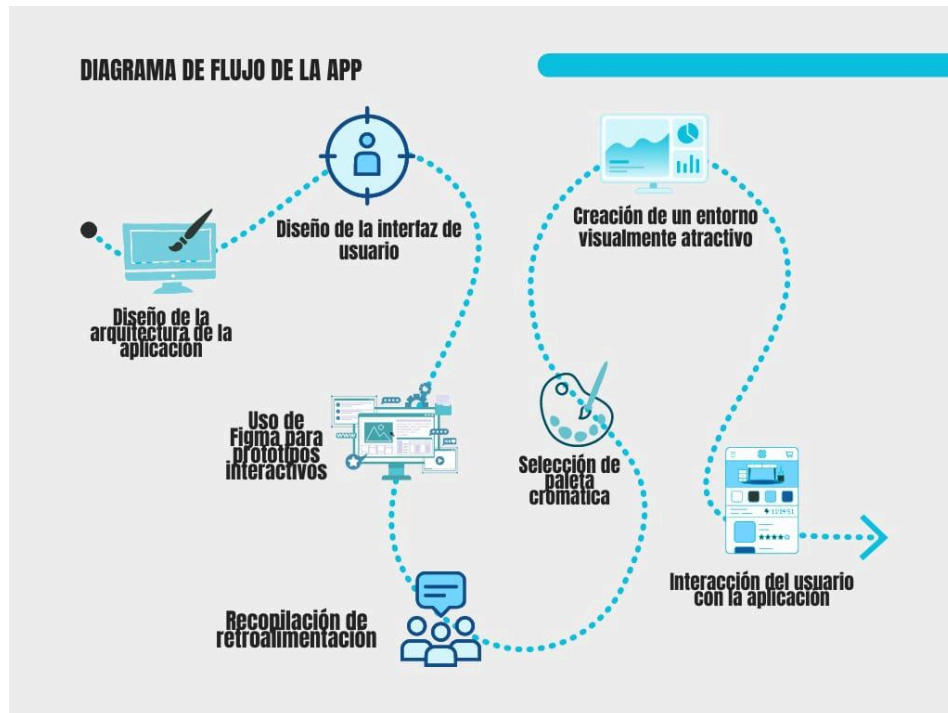 DIAGRAMA DE FLUJO DE LA APP
Diseño de la
arquitectura de la
aplicación
Diseño de la interfaz de
usuario
Uso de
Figma para
prototipos
interactivos
Recopilación de
retroalimentación
Selección de
paleta
cromática
Creación de un entorno
visualmente atractivo
Interacción del usuario
con la aplicación